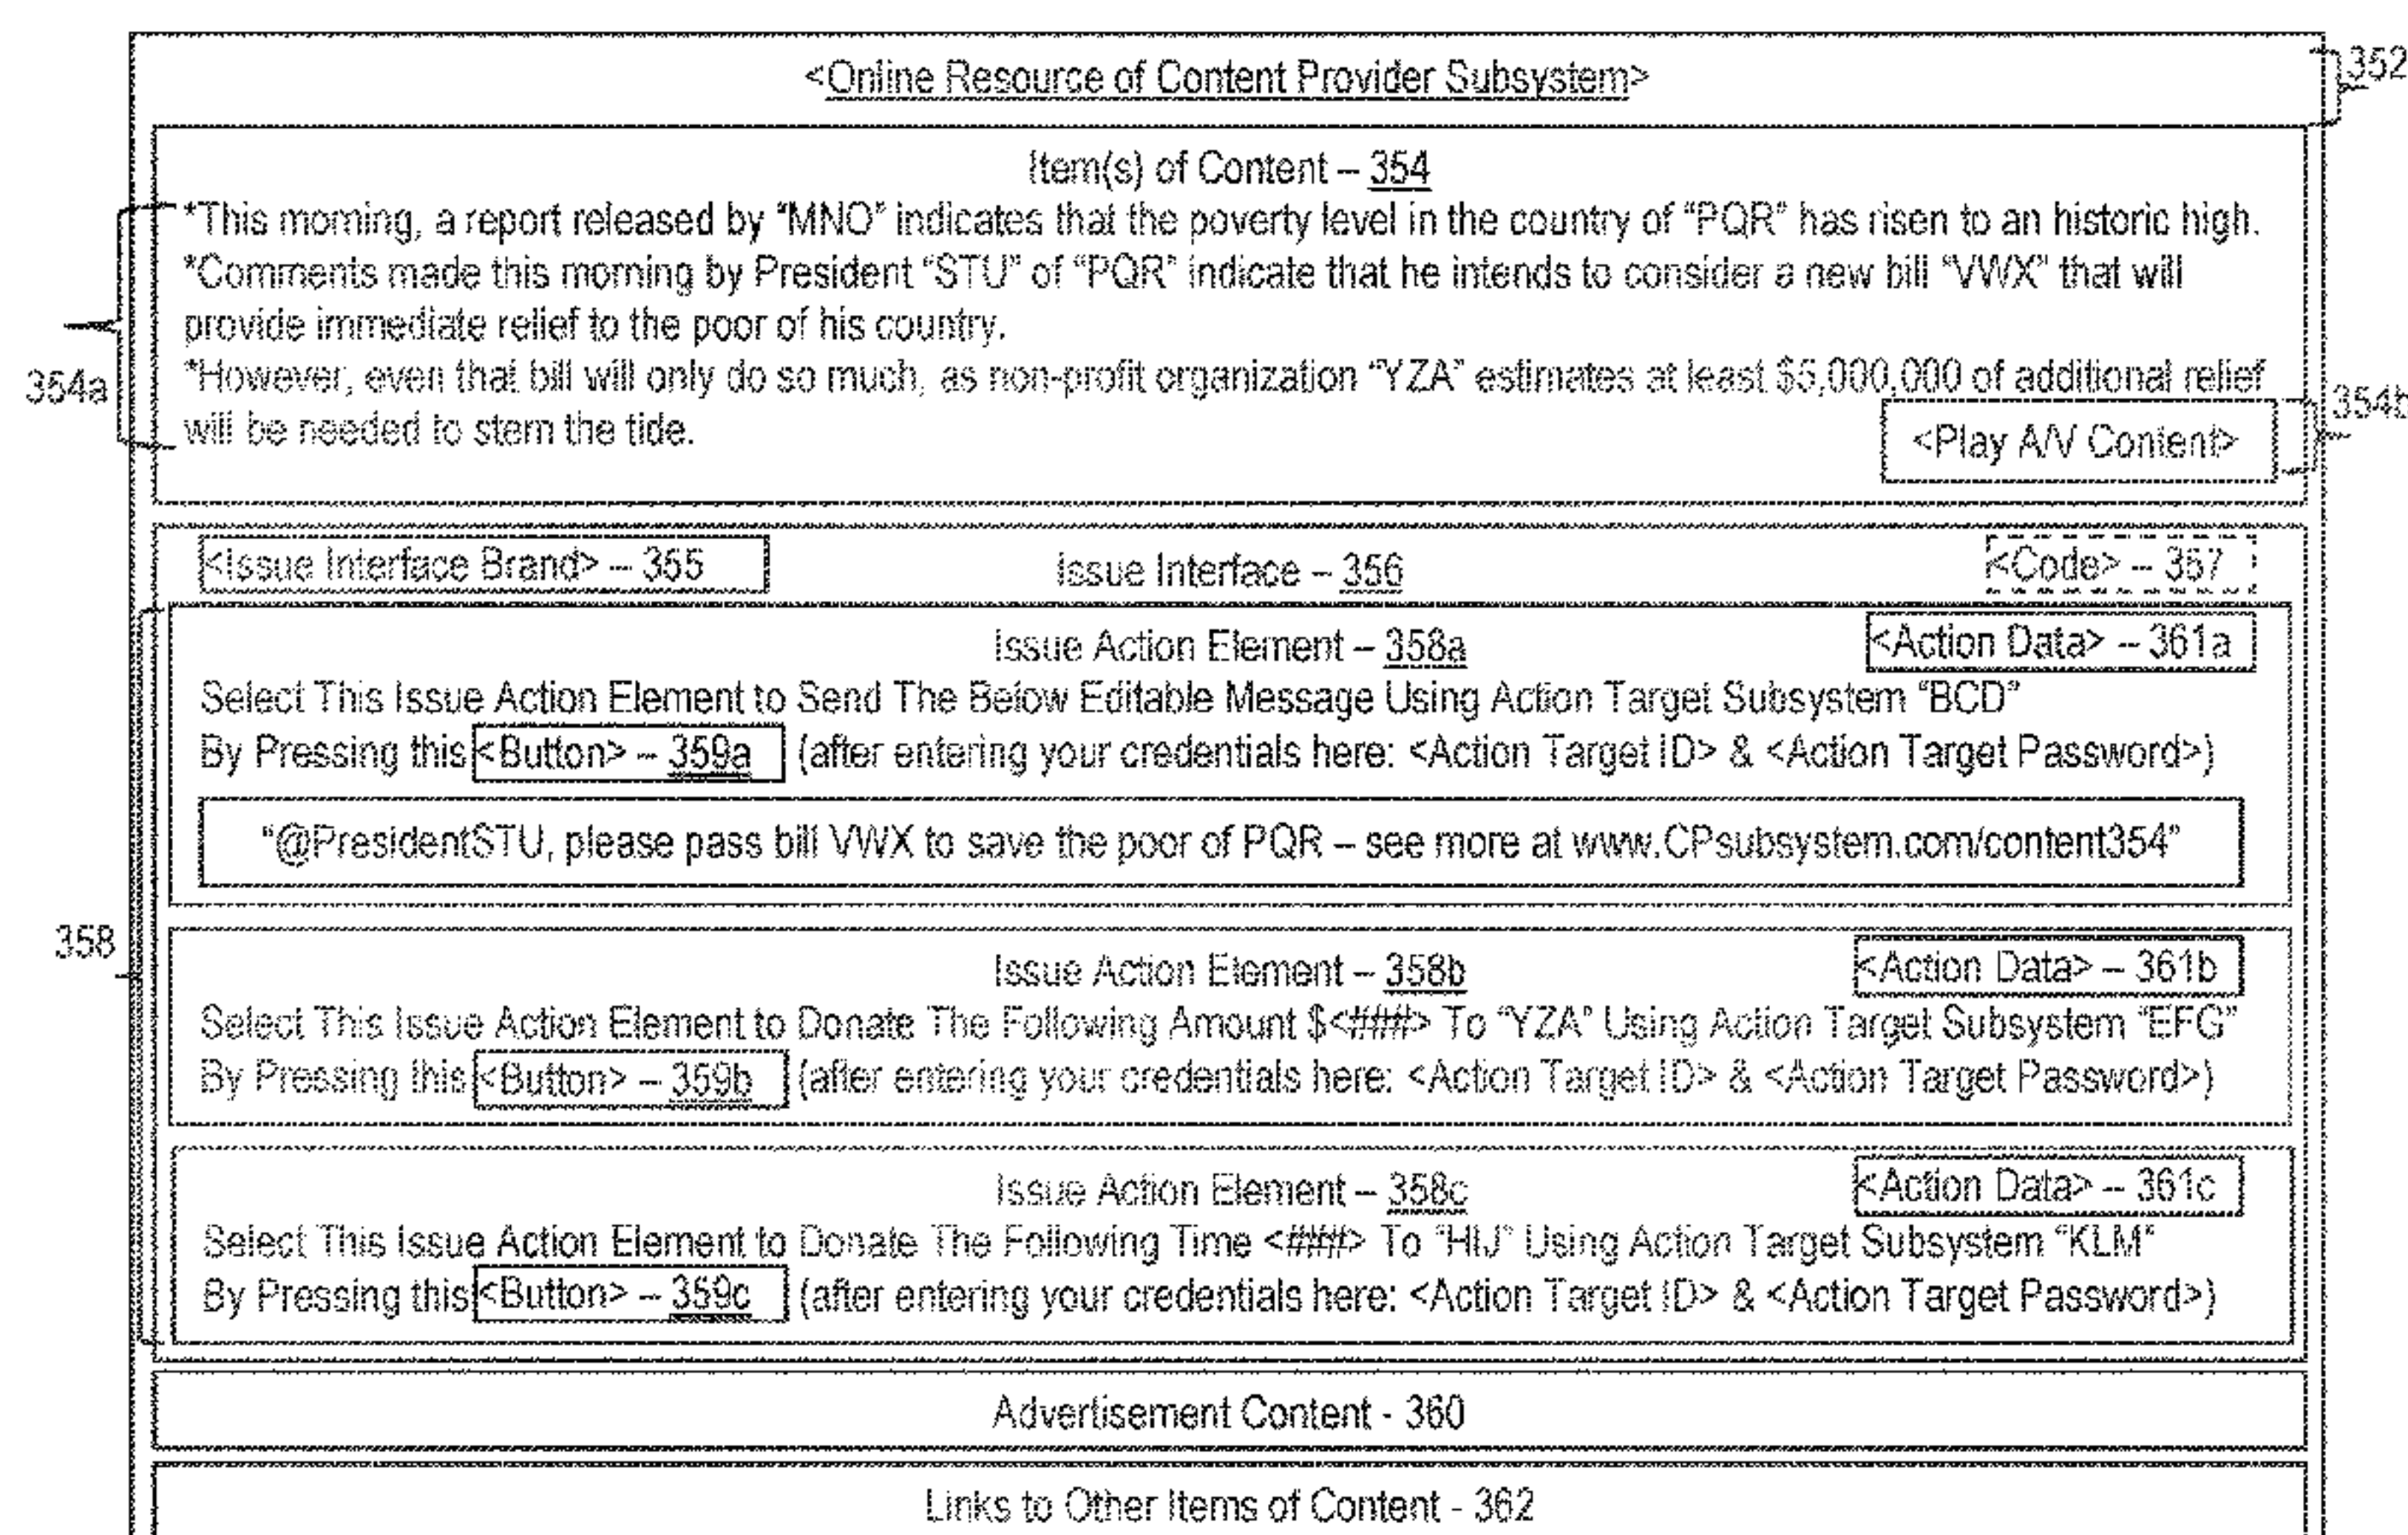 <Online Resource of Content Provider Subsystem>
352
Item(s) of Content – 354
*This morning, a report released by "MNO" indicates that the poverty level in the country of "PQR" has risen to an historic high.
*Comments made this morning by President "STU" of "PQR" indicate that he intends to consider a new bill "VWX" that will
provide immediate relief to the poor of his country.
354a
*However, even that bill will only do so much, as non-profit organization "YZA" estimates at least $5,000,000 of additional relief
will be needed to stem the tide.
354b
<Play A/V Content>
<Issue Interface Brand> – 355
Issue Interface – 356
<Code> – 357
358
Issue Action Element – 358a
<Action Data> – 361a
Select This Issue Action Element to Send The Below Editable Message Using Action Target Subsystem "BCD"
By Pressing this <Button> – 359a (after entering your credentials here: <Action Target ID> & <Action Target Password>)
"@PresidentSTU, please pass bill VWX to save the poor of PQR – see more at www.CPsubsystem.com/content354"
Issue Action Element – 358b
<Action Data> – 361b
Select This Issue Action Element to Donate The Following Amount $<###> To "YZA" Using Action Target Subsystem "EFG"
By Pressing this <Button> – 359b (after entering your credentials here: <Action Target ID> & <Action Target Password>)
Issue Action Element – 358c
<Action Data> – 361c
Select This Issue Action Element to Donate The Following Time <###> To "HIJ" Using Action Target Subsystem "KLM"
By Pressing this <Button> – 359c (after entering your credentials here: <Action Target ID> & <Action Target Password>)
Advertisement Content - 360
Links to Other Items of Content - 362